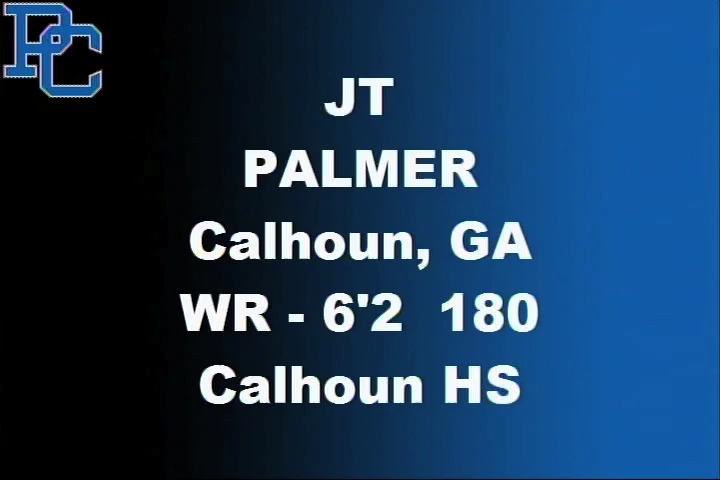 PC
JT
PALMER
Calhoun, GA
WR - 6'2  180
Calhoun HS